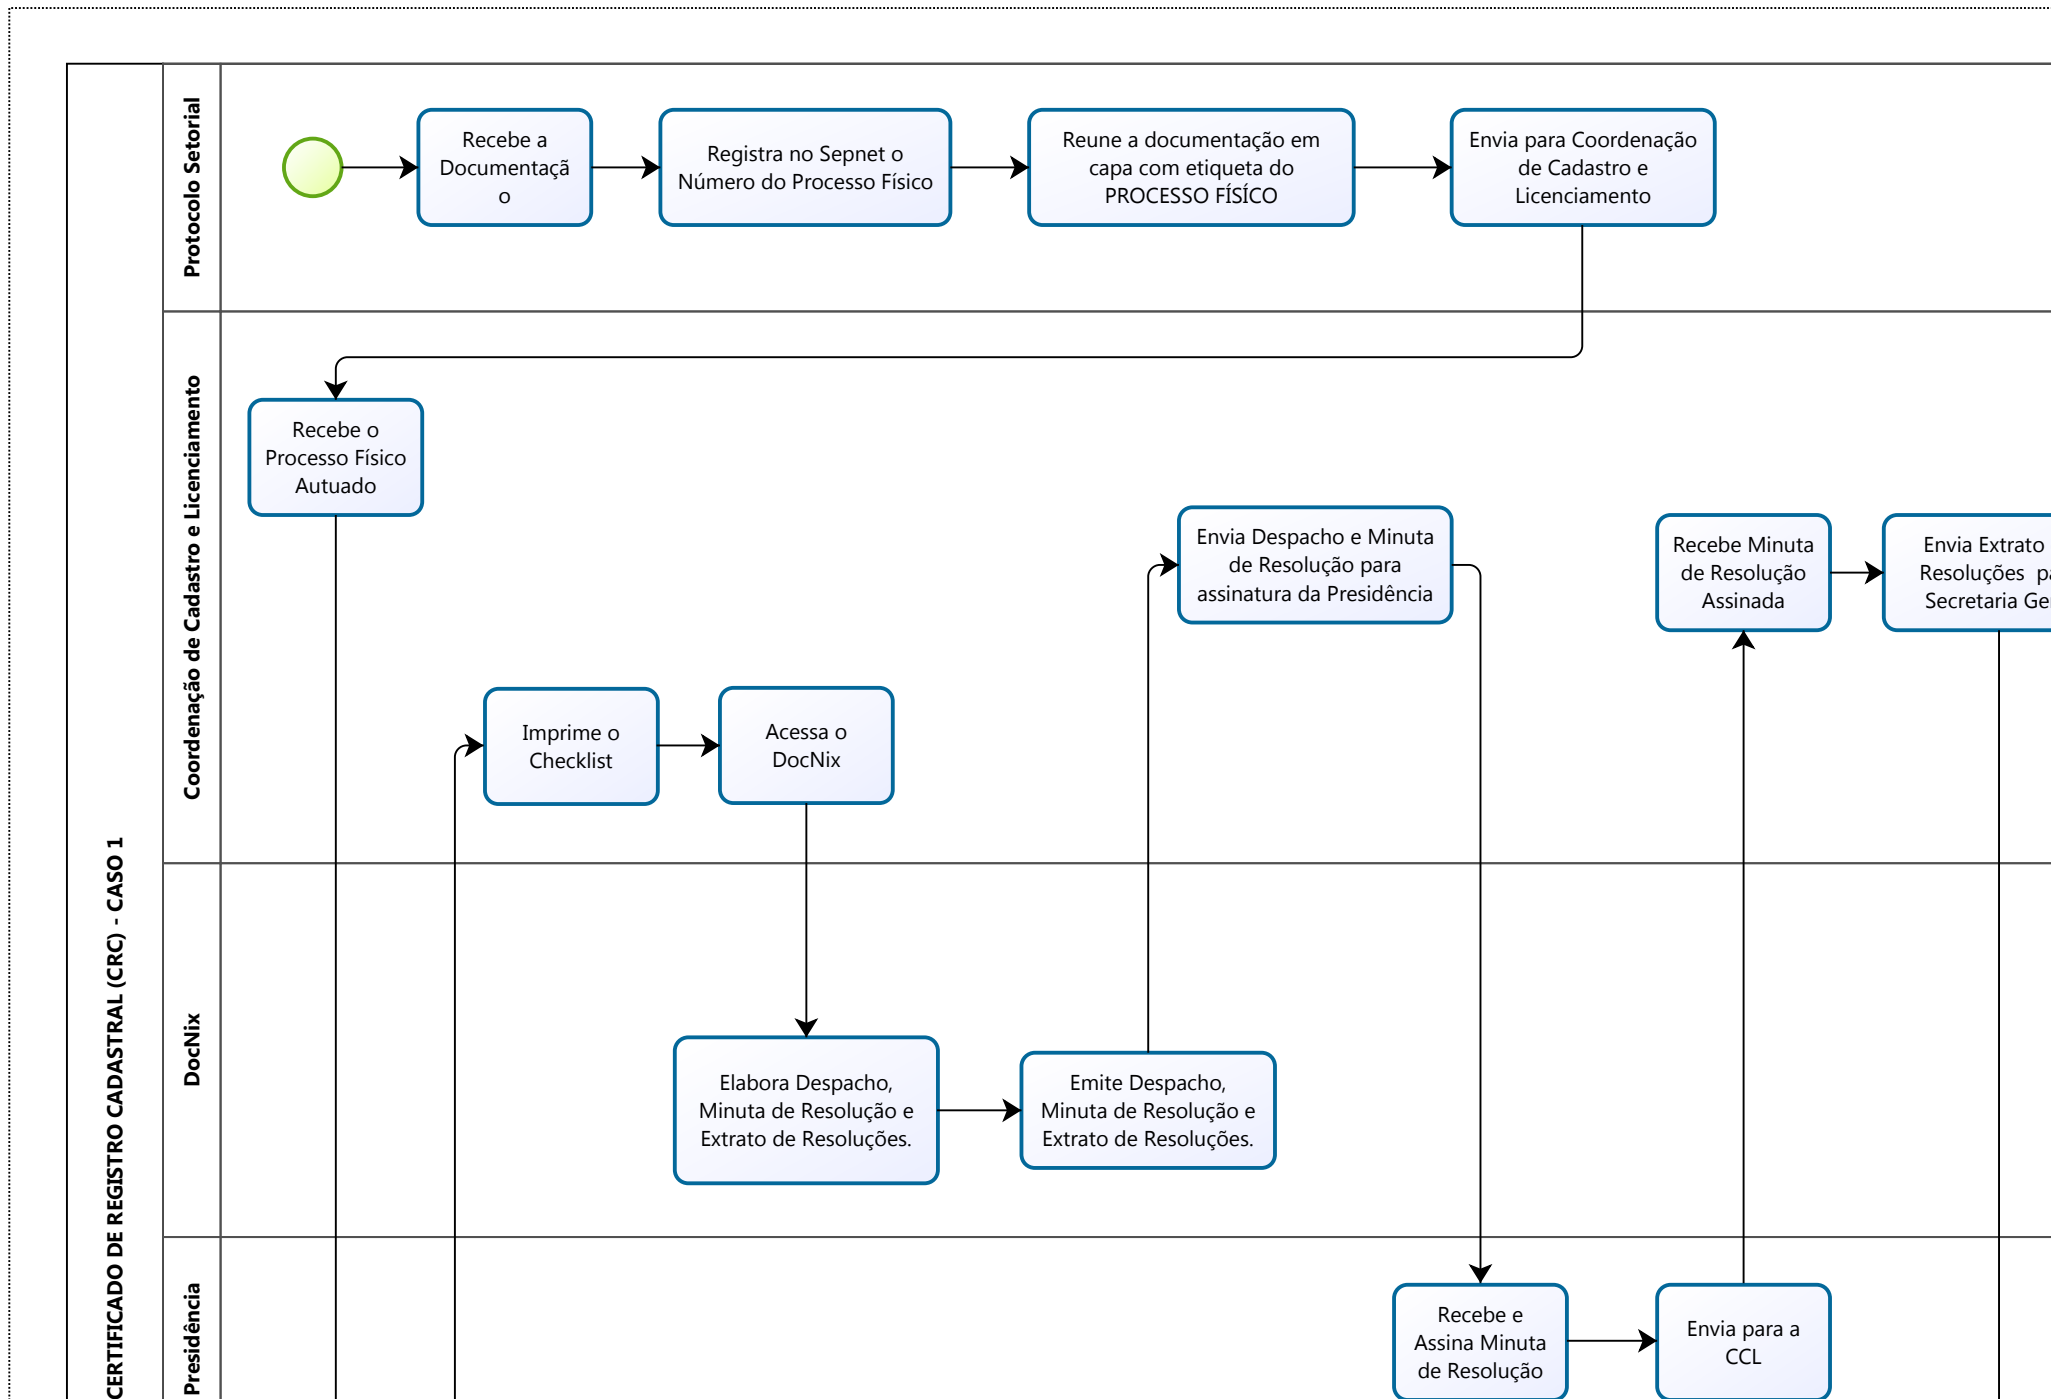 CERTIFICADO DE REGISTRO CADASTRAL (CRC) - CASO 1
Protocolo Setorial
Recebe a
Documentaçã
o
Registra no Sepnet o
Número do Processo Físico
Reune a documentação em
capa com etiqueta do
PROCESSO FÍSÍCO
Envia para Coordenação
de Cadastro e
Licenciamento
Coordenação de Cadastro e Licenciamento
Recebe o
Processo Físico
Autuado
Envia Despacho e Minuta
de Resolução para
assinatura da Presidência
Recebe Minuta
de Resolução
Assinada
Envia Extrato
Resoluções
Secretaria
Imprime o
Checklist
Acessa o
DocNix
DocNix
Elabora Despacho,
Minuta de Resolução e
Extrato de Resoluções.
Emite Despacho,
Minuta de Resolução e
Extrato de Resoluções.
Presidência
Recebe e
Assina Minuta
de Resolução
Envia para a
CCL